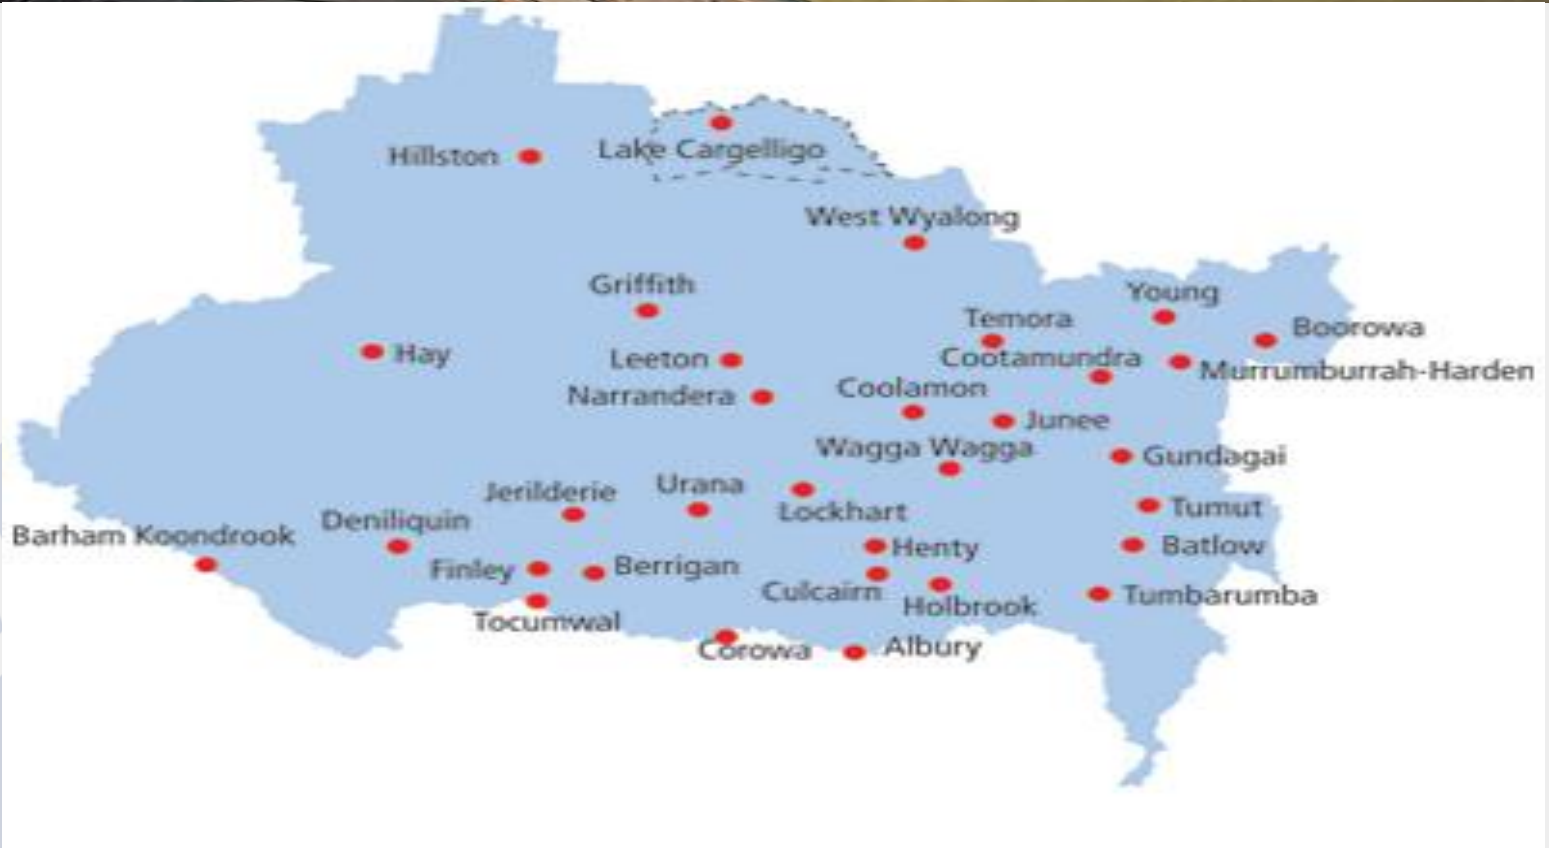 Hillston
Lake Cargelligo
West Wyalong
Griffith
Young
Temora
Boorowa
Hay
Leeton
Cootamundra
Murrumburrah-Harden
Narrandera
Coolamon
Junee
Wagga Wagga
Gundagai
Jerilderie
Urana
Lockhart
Tumut
Barham Koondrook
Deniliquin
Henty
Batlow
Finley
Berrigan
Culcairn
Holbrook
Tumbarumba
Tocumwal
Corowa
Albury